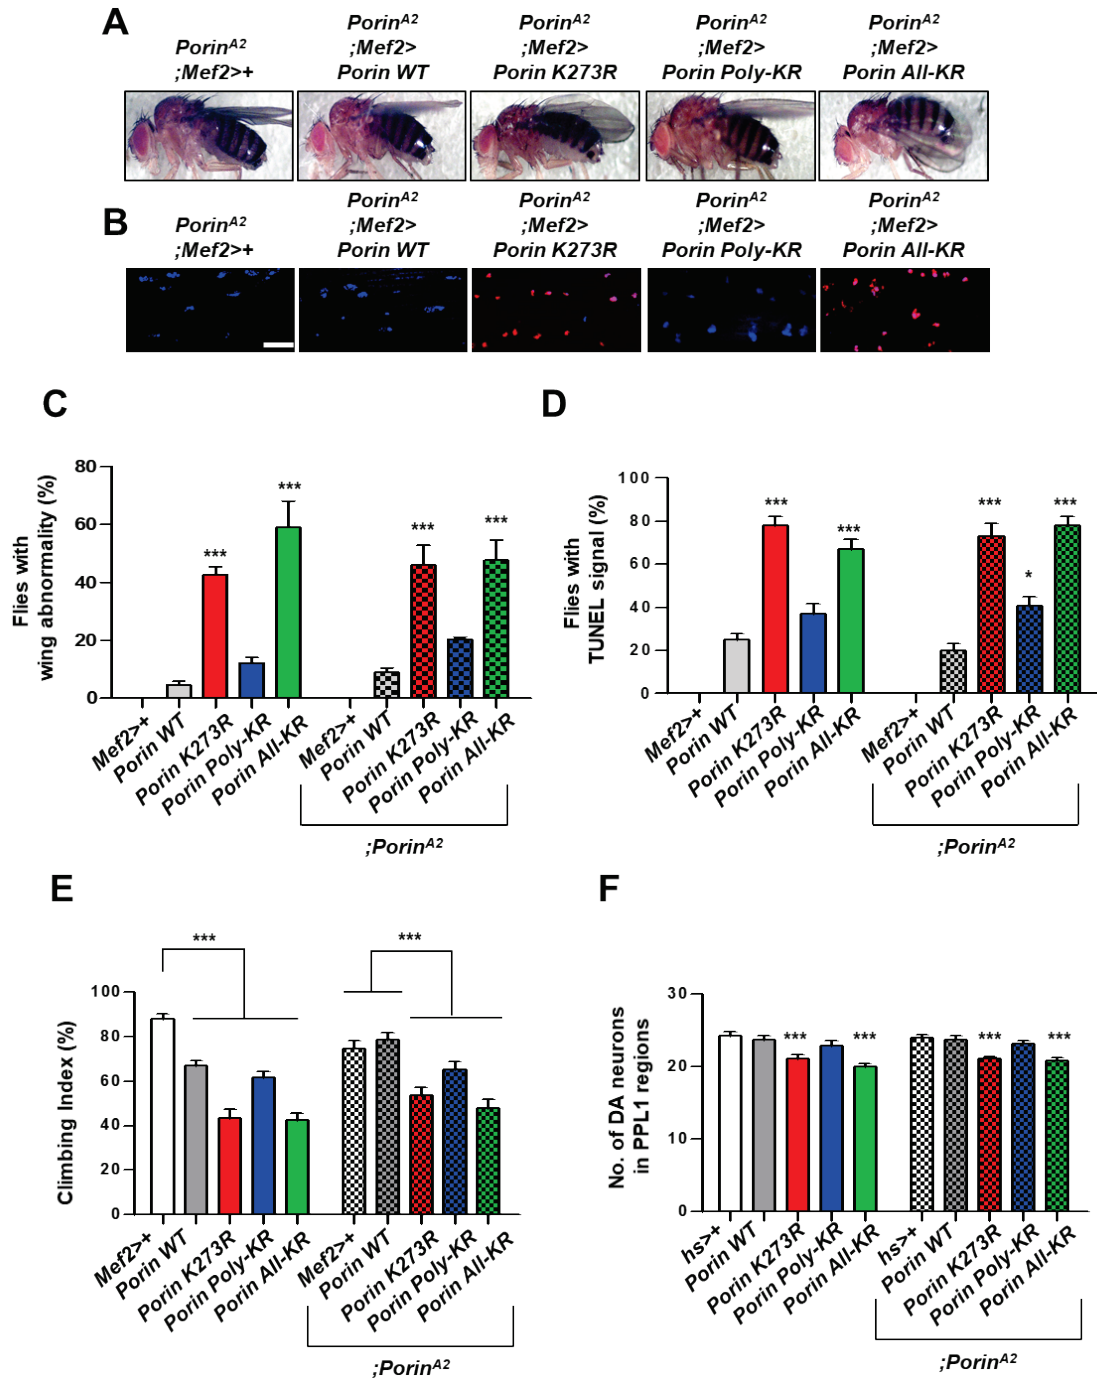 A
Porin^A2
;Mef2>+
Porin^A2
;Mef2>
Porin WT
Porin^A2
;Mef2>
Porin K273R
Porin^A2
;Mef2>
Porin Poly-KR
Porin^A2
;Mef2>
Porin All-KR
B
Porin^A2
;Mef2>+
Porin^A2
;Mef2>
Porin WT
Porin^A2
;Mef2>
Porin K273R
Porin^A2
;Mef2>
Porin Poly-KR
Porin^A2
;Mef2>
Porin All-KR
C
Flies with
wing abnormality (%)
80
60
40
20
0
***
***
***
***
Mef2>+
Porin WT
Porin K273R
Porin Poly-KR
Porin All-KR
Mef2>+
Porin WT
Porin K273R
Porin Poly-KR
Porin All-KR
;Porin^A2
D
Flies with
TUNEL signal (%)
100
80
60
40
20
0
***
***
***
*
***
Mef2>+
Porin WT
Porin K273R
Porin Poly-KR
Porin All-KR
Mef2>+
Porin WT
Porin K273R
Porin Poly-KR
Porin All-KR
;Porin^A2
E
Climbing Index (%)
100
80
60
40
20
0
***
***
Mef2>+
Porin WT
Porin K273R
Porin Poly-KR
Porin All-KR
Mef2>+
Porin WT
Porin K273R
Porin Poly-KR
Porin All-KR
;Porin^A2
F
No. of DA neurons
in PPL1 regions
30
20
10
0
***
***
***
***
hs>+
Porin WT
Porin K273R
Porin Poly-KR
Porin All-KR
hs>+
Porin WT
Porin K273R
Porin Poly-KR
Porin All-KR
;Porin^A2